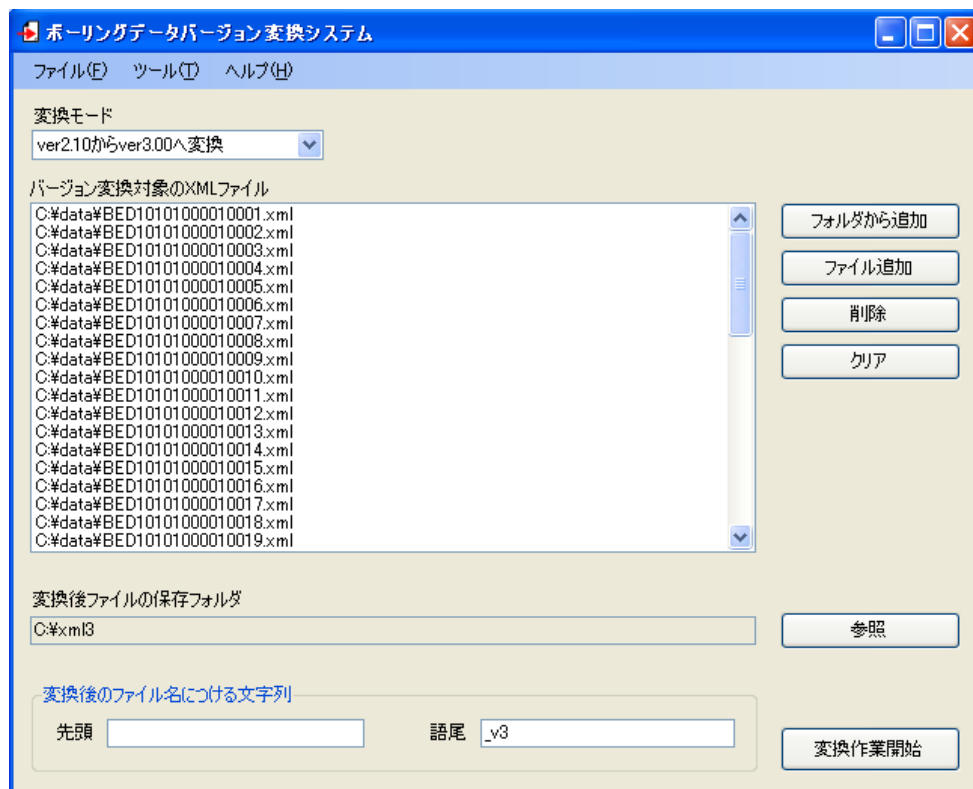 ボーリングデータバージョン変換システム
ファイル(F) ツール(T) ヘルプ(H)
変換モード
ver2.10からver3.00へ変換
バージョン変換対象のXMLファイル
C:¥data¥BED10101000010001.xml
C:¥data¥BED10101000010002.xml
C:¥data¥BED10101000010003.xml
C:¥data¥BED10101000010004.xml
C:¥data¥BED10101000010005.xml
C:¥data¥BED10101000010006.xml
C:¥data¥BED10101000010007.xml
C:¥data¥BED10101000010008.xml
C:¥data¥BED10101000010009.xml
C:¥data¥BED10101000010010.xml
C:¥data¥BED10101000010011.xml
C:¥data¥BED10101000010012.xml
C:¥data¥BED10101000010013.xml
C:¥data¥BED10101000010014.xml
C:¥data¥BED10101000010015.xml
C:¥data¥BED10101000010016.xml
C:¥data¥BED10101000010017.xml
C:¥data¥BED10101000010018.xml
C:¥data¥BED10101000010019.xml
フォルダから追加
ファイル追加
削除
クリア
変換後ファイルの保存フォルダ
C:¥xml3
参照
変換後のファイル名につける文字列
先頭
語尾 _v3
変換作業開始